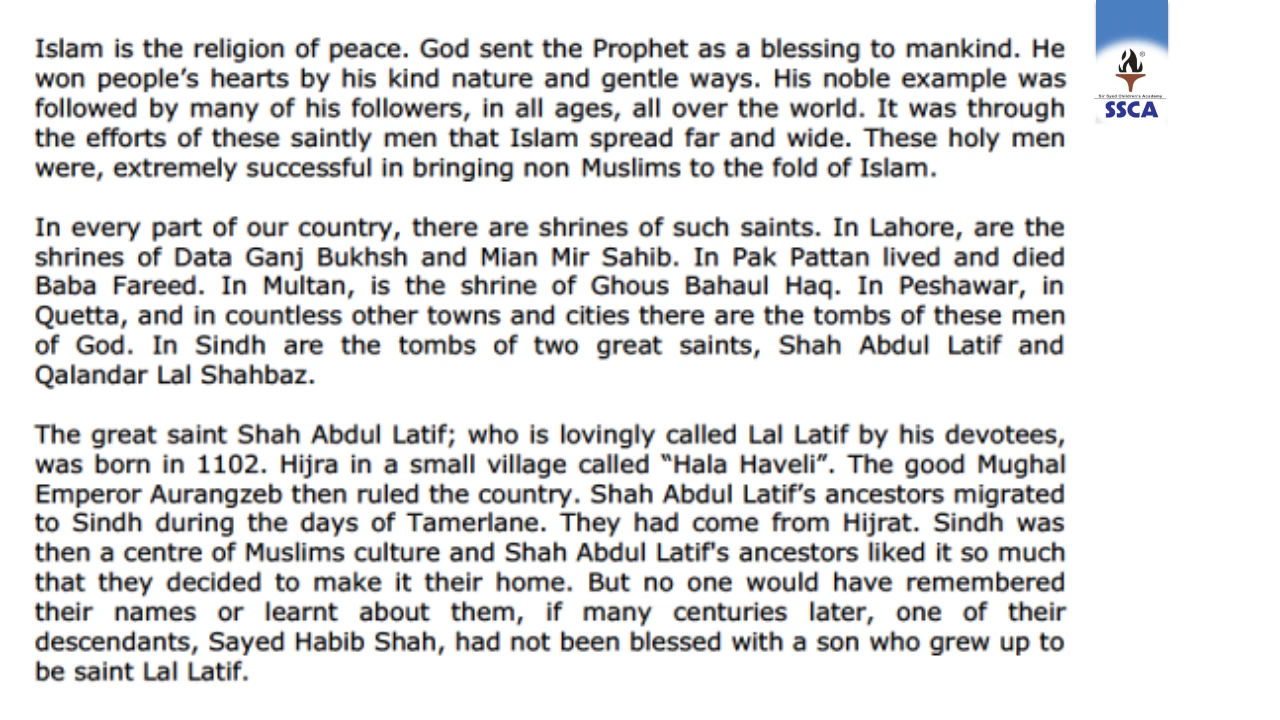 Islam is the religion of peace. God sent the Prophet as a blessing to mankind. He
won people's hearts by his kind nature and gentle ways. His noble example was
followed by many of his followers, in all ages, all over the world. It was through
the efforts of these saintly men that Islam spread far and wide. These holy men
were, extremely successful in bringing non Muslims to the fold of Islam.
In every part of our country, there are shrines of such saints. In Lahore, are the
shrines of Data Ganj Bukhsh and Mian Mir Sahib. In Pak Pattan lived and died
Baba Fareed. In Multan, is the shrine of Ghous Bahaul Haq. In Peshawar, in
Quetta, and in countless other towns and cities there are the tombs of these men
of God. In Sindh are the tombs of two great saints, Shah Abdul Latif and
Qalandar Lal Shahbaz.
The great saint Shah Abdul Latif; who is lovingly called Lal Latif by his devotees,
was born in 1102. Hijra in a small village called “Hala Haveli”. The good Mughal
Emperor Aurangzeb then ruled the country. Shah Abdul Latif's ancestors migrated
to Sindh during the days of Tamerlane. They had come from Hijrat. Sindh was
then a centre of Muslims culture and Shah Abdul Latif's ancestors liked it so much
that they decided to make it their home. But no one would have remembered
their names or learnt about them, if many centuries later, one of their
descendants, Sayed Habib Shah, had not been blessed with a son who grew up to
be saint Lal Latif.
®
Sir Syed Children's Academy
SSCA